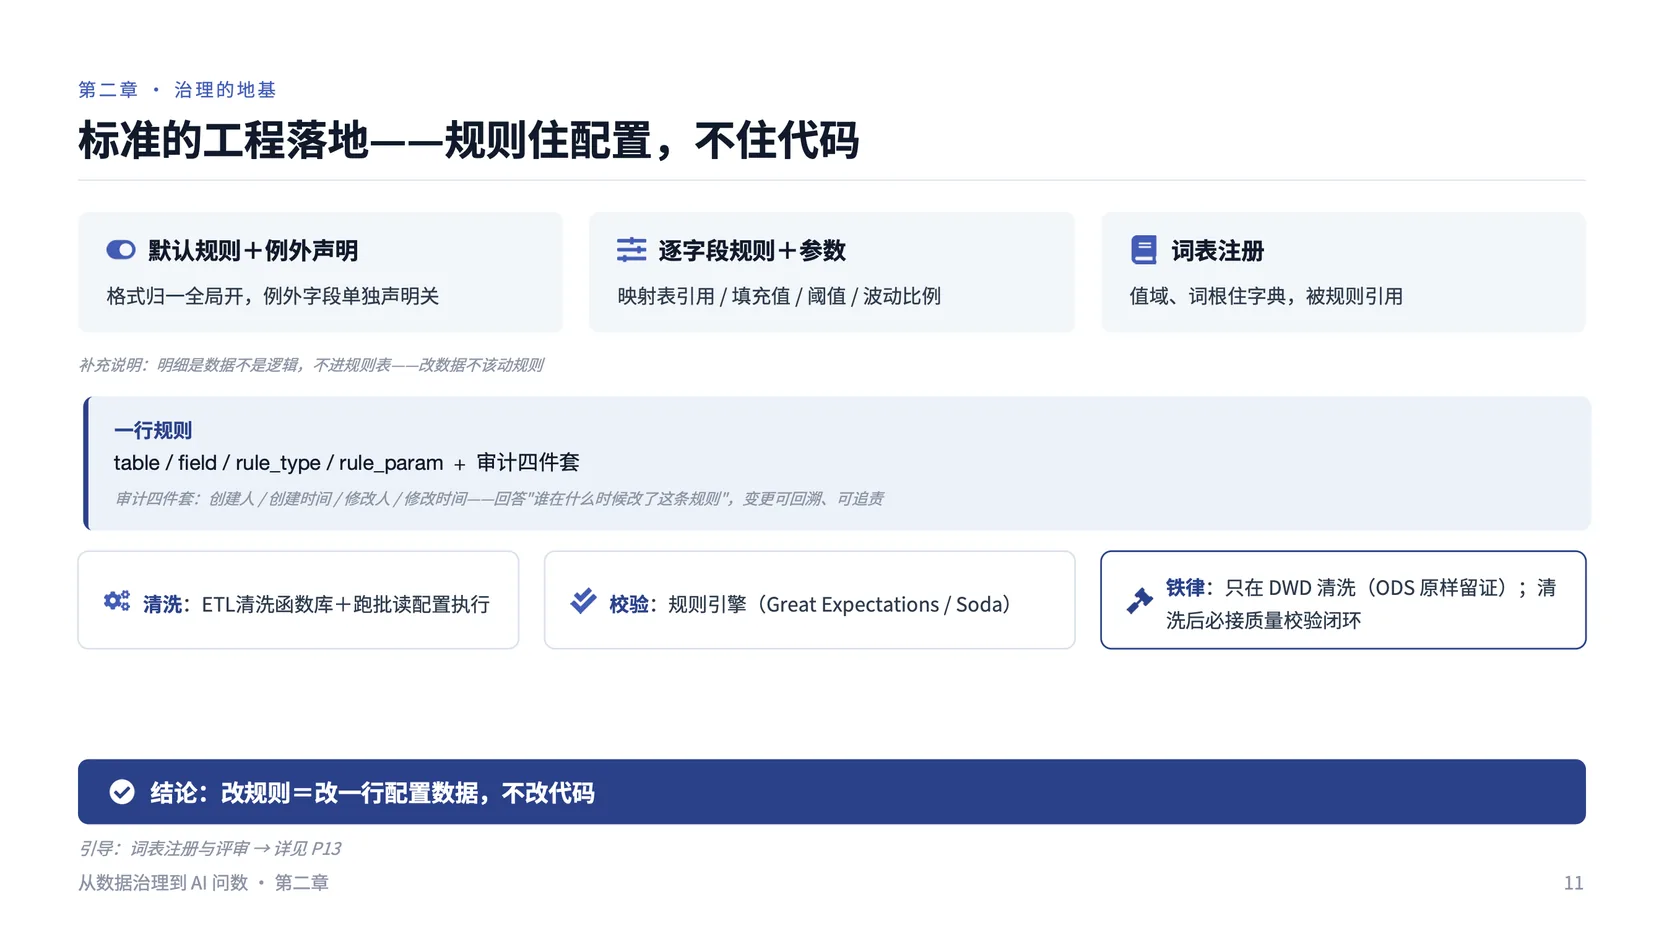 第二章 · 治理的地基
标准的工程落地——规则住配置，不住代码
默认规则＋例外声明
格式归一全局开，例外字段单独声明关
逐字段规则＋参数
映射表引用 / 填充值 / 阈值 / 波动比例
词表注册
值域、词根住字典，被规则引用
补充说明：明细是数据不是逻辑，不进规则表——改数据不该动规则
一行规则
table / field / rule_type / rule_param + 审计四件套
审计四件套：创建人 / 创建时间 / 修改人 / 修改时间——回答"谁在什么时候改了这条规则"，变更可回溯、可追责
清洗：ETL清洗函数库＋跑批读配置执行
校验：规则引擎（Great Expectations / Soda）
铁律：只在 DWD 清洗（ODS 原样留证）；清
洗后必接质量校验闭环
结论：改规则＝改一行配置数据，不改代码
引导：词表注册与评审 → 详见 P13
从数据治理到 AI 问数 · 第二章
11